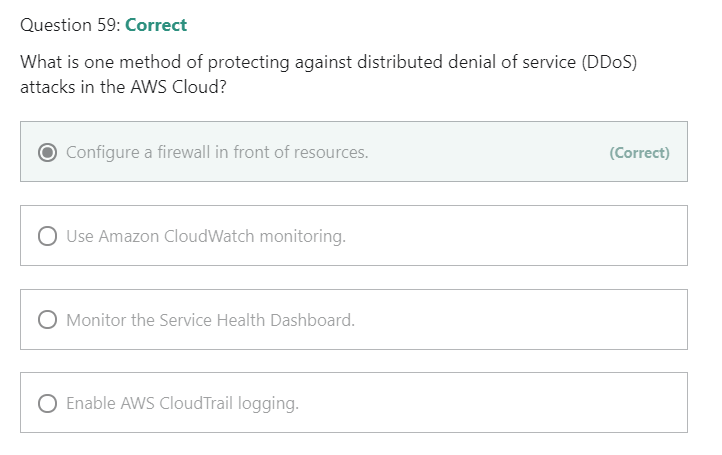 Question 59: Correct
What is one method of protecting against distributed denial of service (DDoS)
attacks in the AWS Cloud?
Configure a firewall in front of resources. (Correct)
Use Amazon CloudWatch monitoring.
Monitor the Service Health Dashboard.
Enable AWS CloudTrail logging.